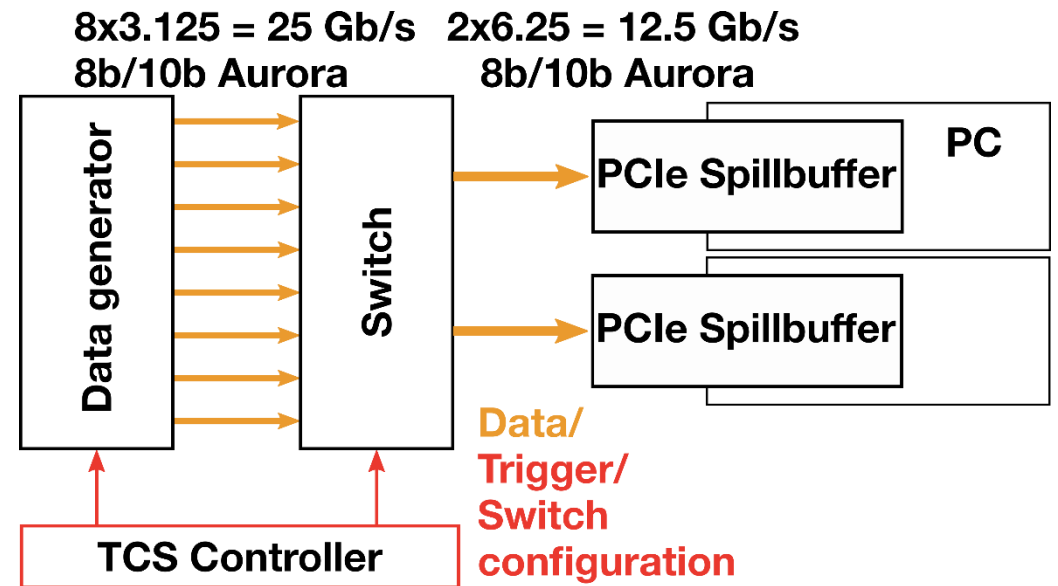 8x3.125 = 25 Gb/s
8b/10b Aurora
2x6.25 = 12.5 Gb/s
8b/10b Aurora
Data generator
Switch
PCIe Spillbuffer
PC
PCIe Spillbuffer
Data/
Trigger/
Switch
configuration
TCS Controller